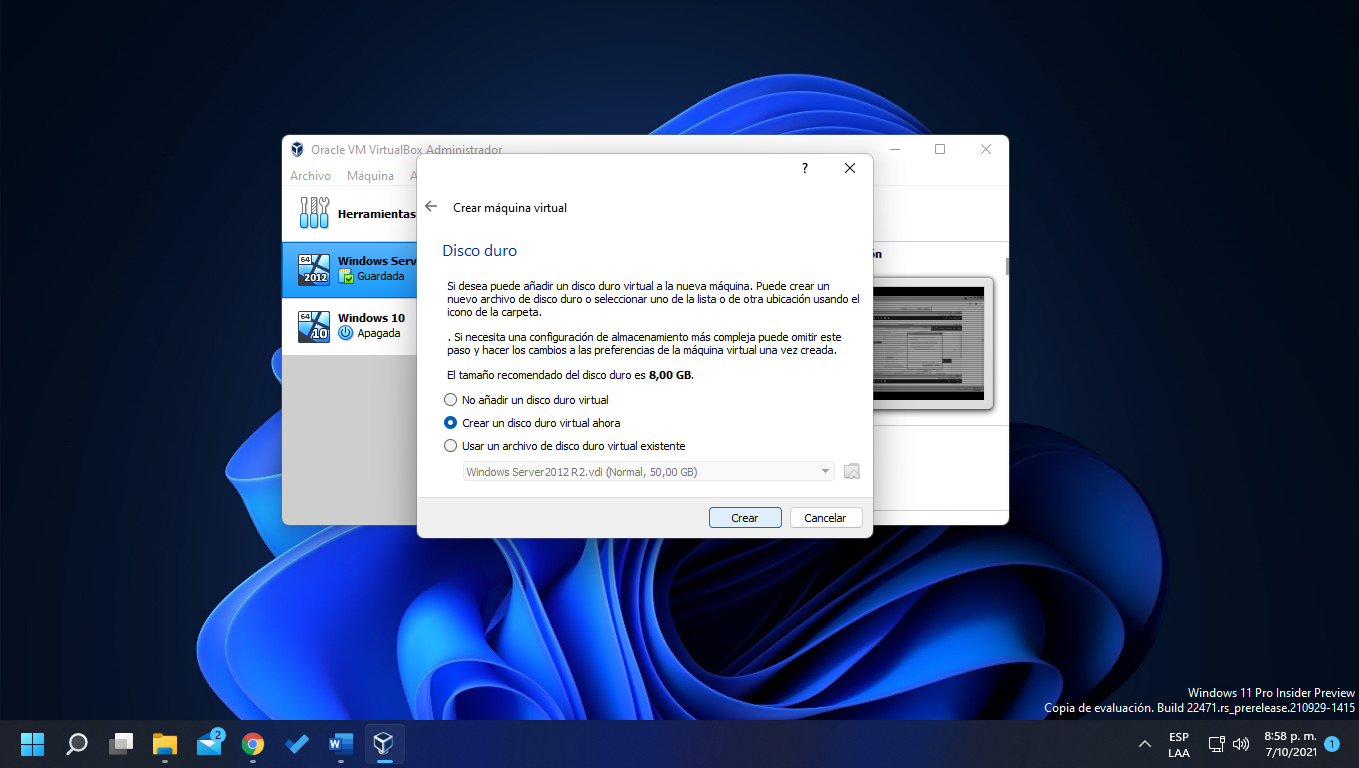 Oracle VM VirtualBox Administrador
Archivo Máquina A
Herramientas
64
2012
Windows Serv
Guardada
64
10
Windows 10
Apagada
ón
?
Crear máquina virtual
Disco duro
Si desea puede añadir un disco duro virtual a la nueva máquina. Puede crear un
nuevo archivo de disco duro o seleccionar uno de la lista o de otra ubicación usando el
icono de la carpeta.
. Si necesita una configuración de almacenamiento más compleja puede omitir este
paso y hacer los cambios a las preferencias de la máquina virtual una vez creada.
El tamaño recomendado del disco duro es 8,00 GB.
No añadir un disco duro virtual
Crear un disco duro virtual ahora
Usar un archivo de disco duro virtual existente
Windows Server2012 R2.vdi (Normal, 50,00 GB)
Crear
Cancelar
Windows 11 Pro Insider Preview
Copia de evaluación. Build 22471.rs_prerelease.210929-1415
2
ESP
LAA
8:58 p. m.
7/10/2021
1